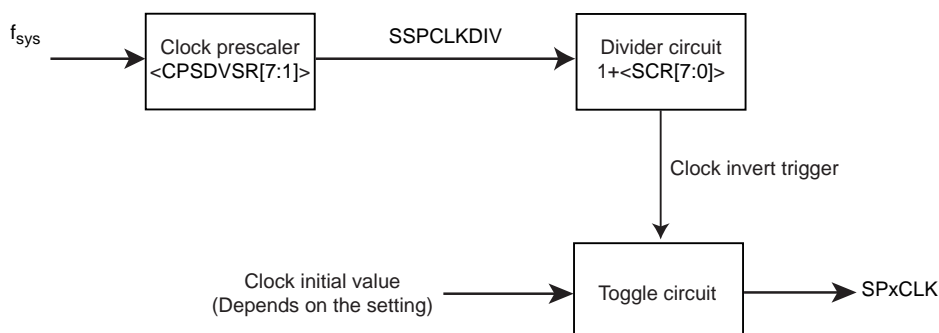 f_sys
Clock prescaler
<CPSDVSR[7:1]>
SSPCLKDIV
Divider circuit
1+<SCR[7:0]>
Clock invert trigger
Clock initial value
(Depends on the setting)
Toggle circuit
SPxCLK